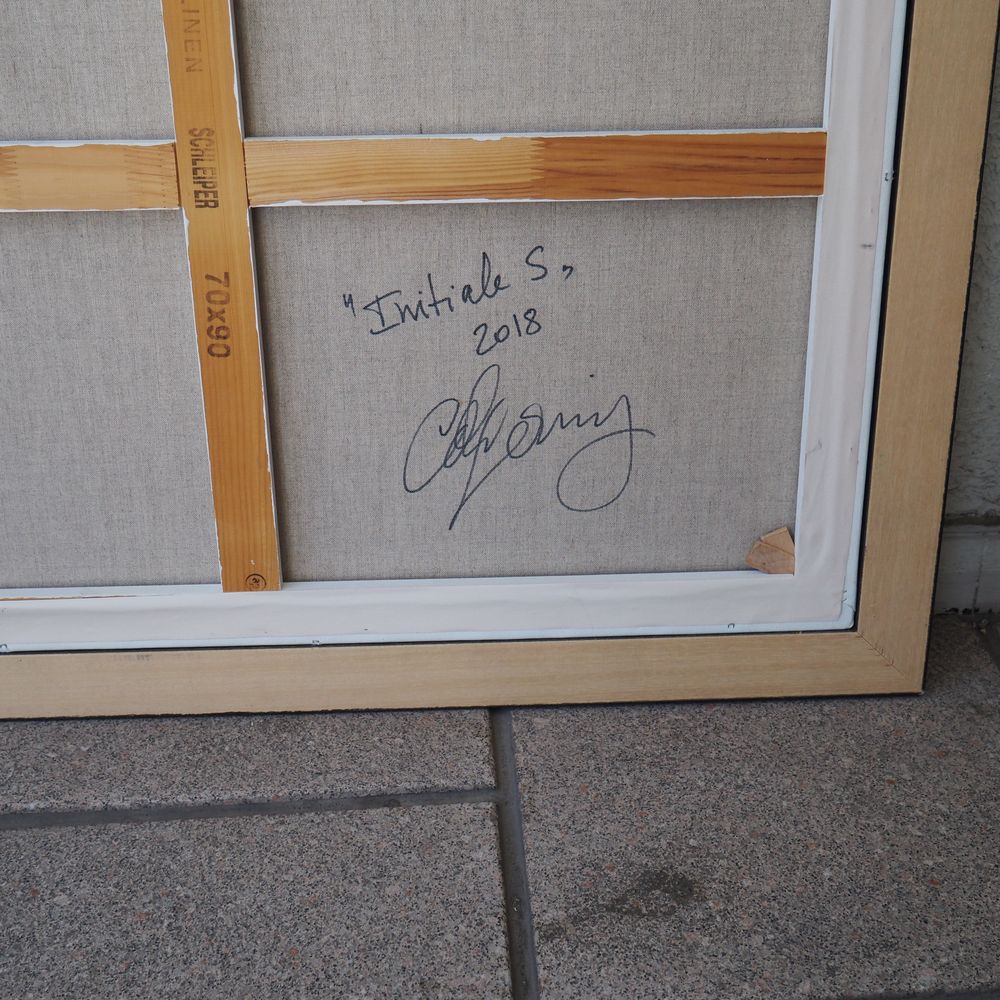 LINEN
SCHLEIPER
70x90
"Initiale S"
2018